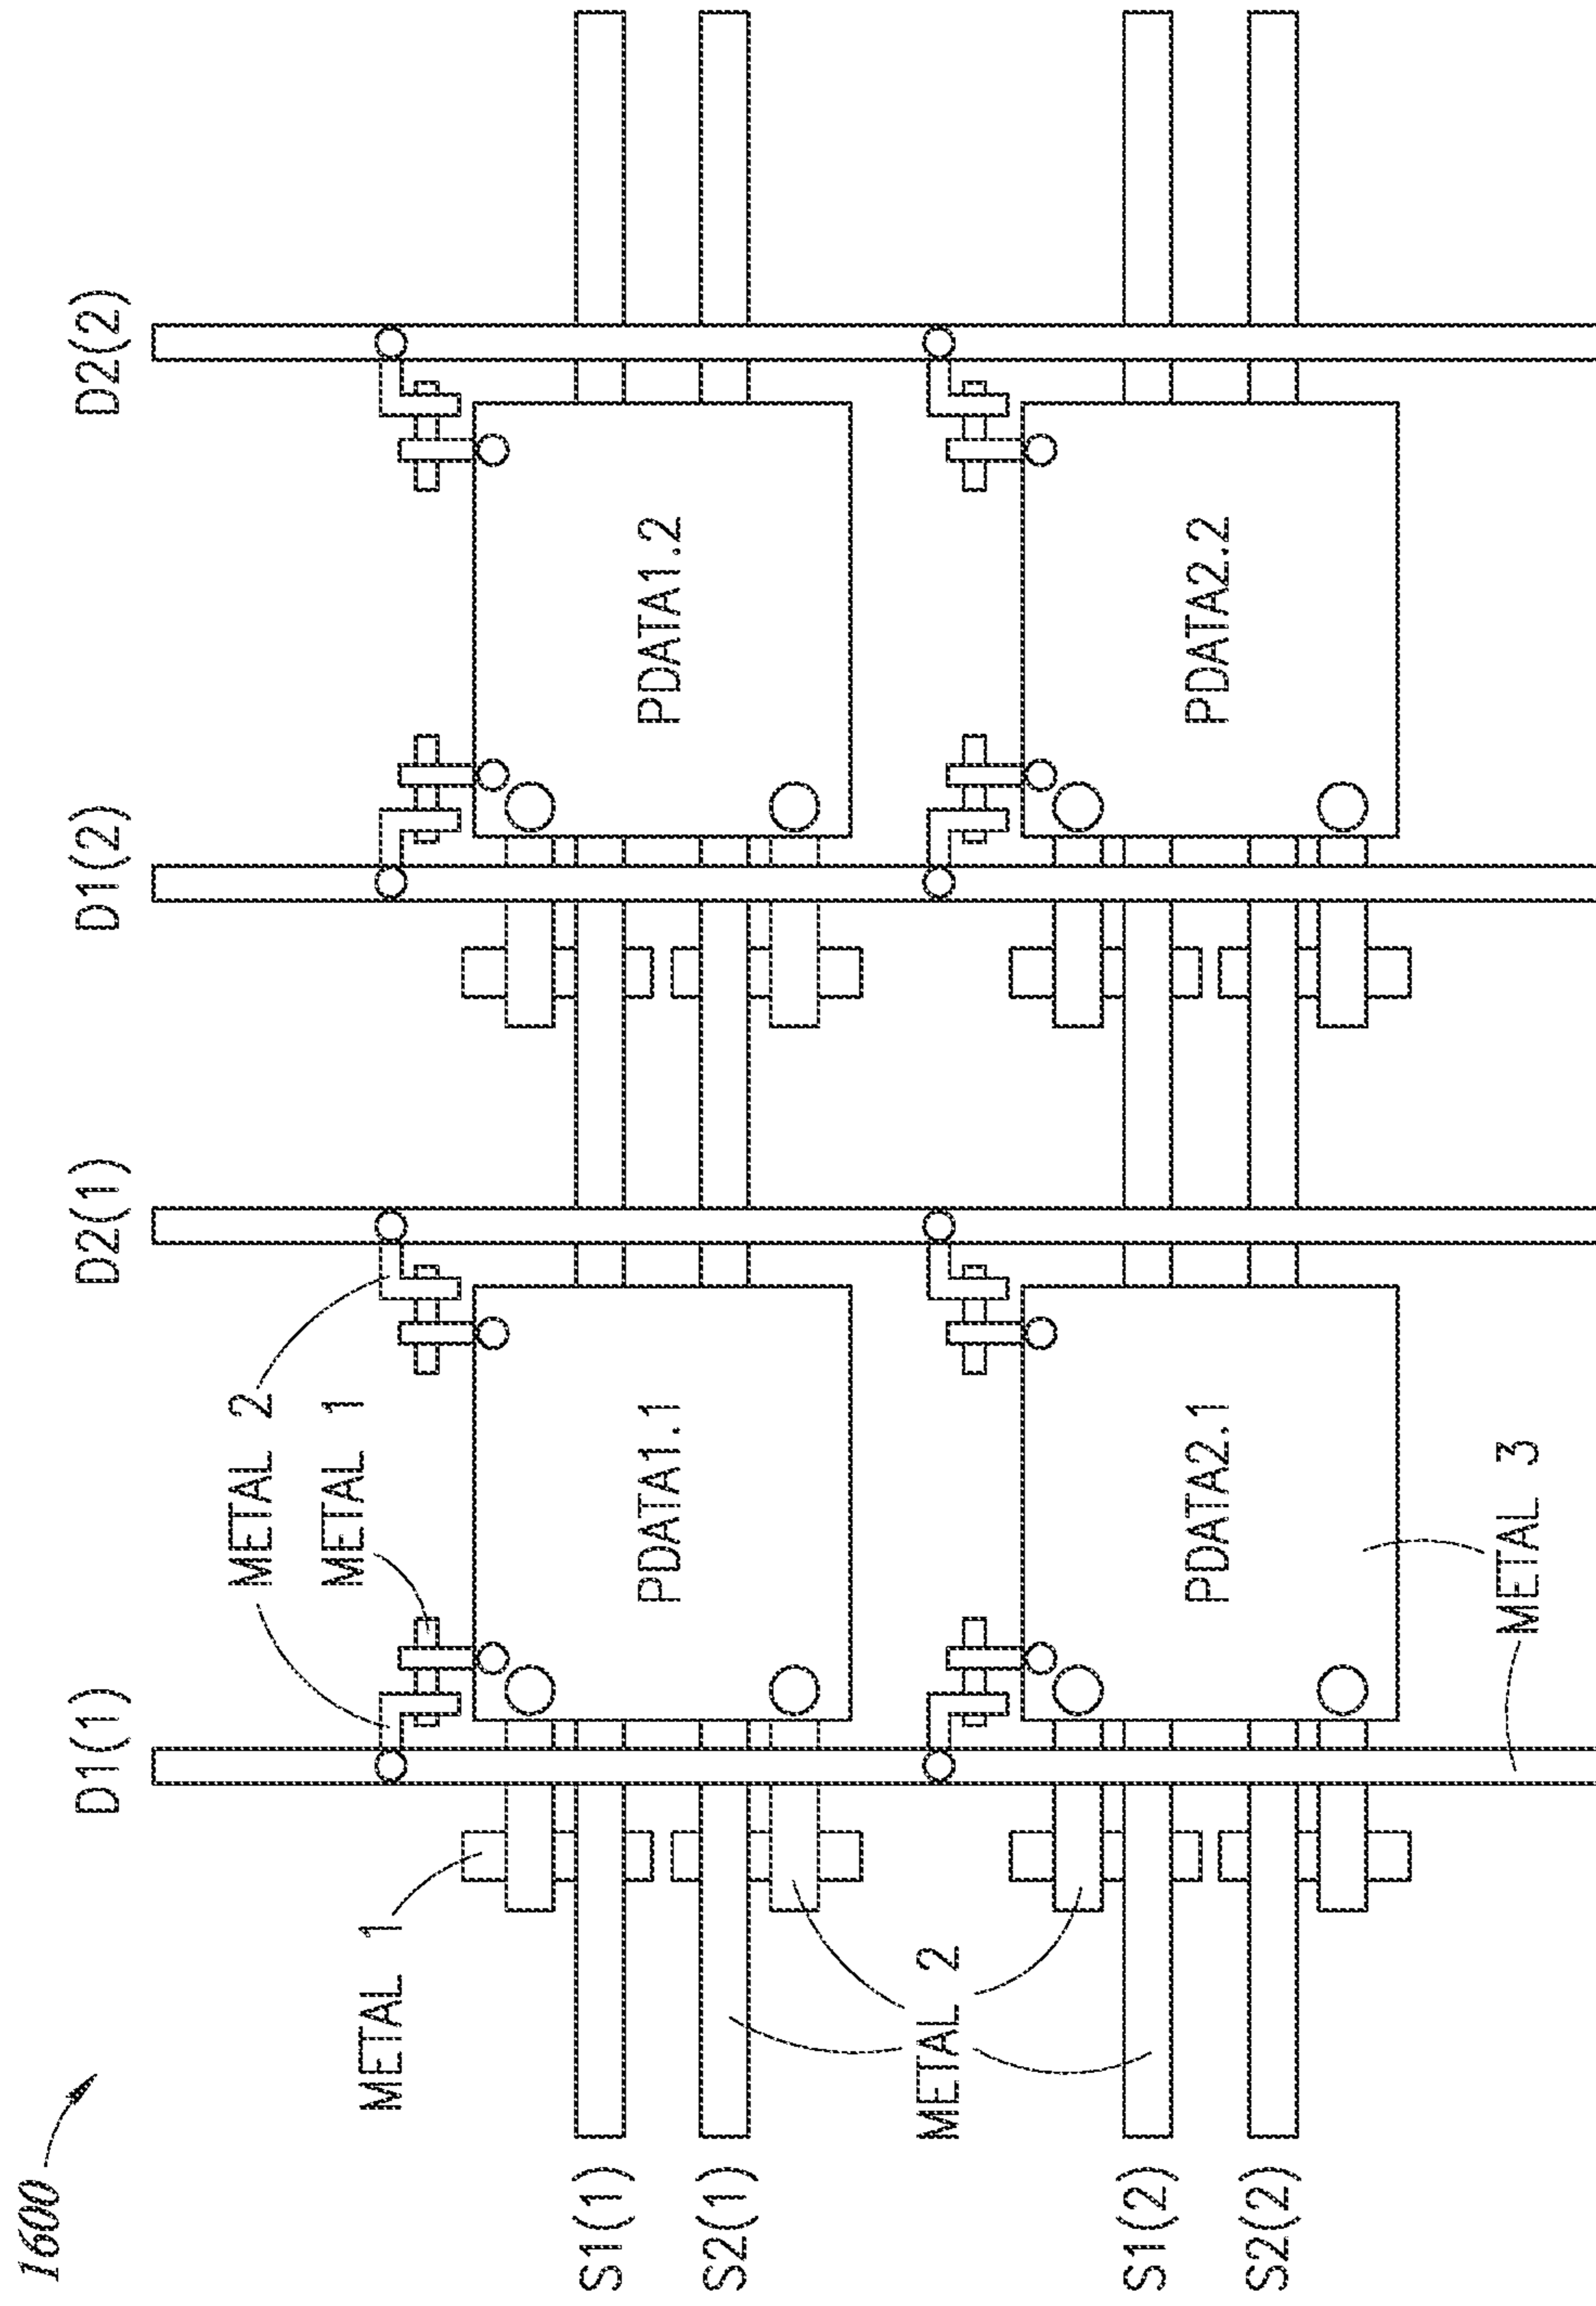 1600
D1(1)
D2(1)
D1(2)
D2(2)
METAL 2
METAL 1
METAL 1
S1(1)
PDATA1.1
PDATA1.2
S2(1)
METAL 2
S1(2)
PDATA2.1
PDATA2.2
S2(2)
METAL 3